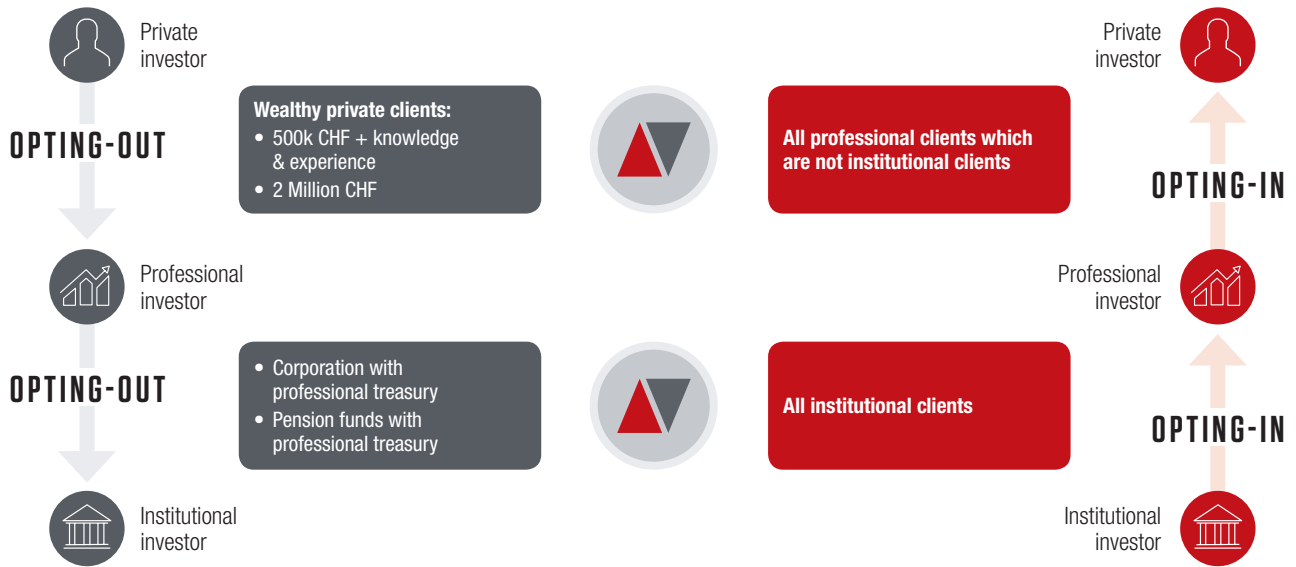 Private
investor
OPTING-OUT
Wealthy private clients:
• 500k CHF + knowledge
& experience
• 2 Million CHF
Professional
investor
OPTING-OUT
• Corporation with
professional treasury
• Pension funds with
professional treasury
Institutional
investor
Private
investor
All professional clients which
are not institutional clients
OPTING-IN
Professional
investor
All institutional clients
OPTING-IN
Institutional
investor